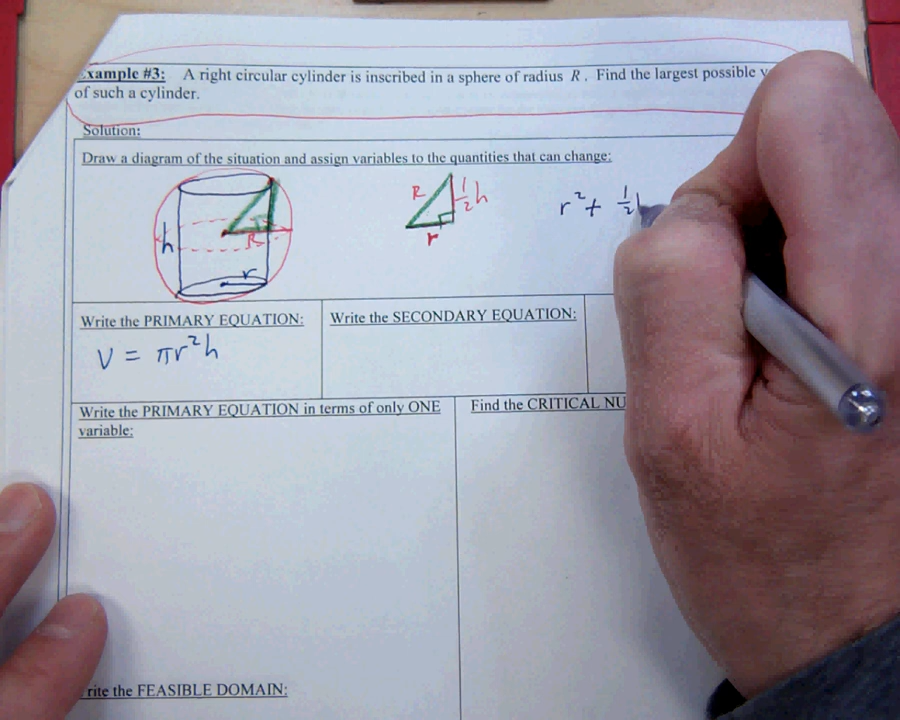 xample #3: A right circular cylinder is inscribed in a sphere of radius R. Find the largest possible v
of such a cylinder.
Solution:
Draw a diagram of the situation and assign variables to the quantities that can change:
h
R
r
R
1/2 h
r
r² + 1/2 h
Write the PRIMARY EQUATION:
Write the SECONDARY EQUATION:
V = πr²h
Write the PRIMARY EQUATION in terms of only ONE
variable:
Find the CRITICAL NU
rite the FEASIBLE DOMAIN: